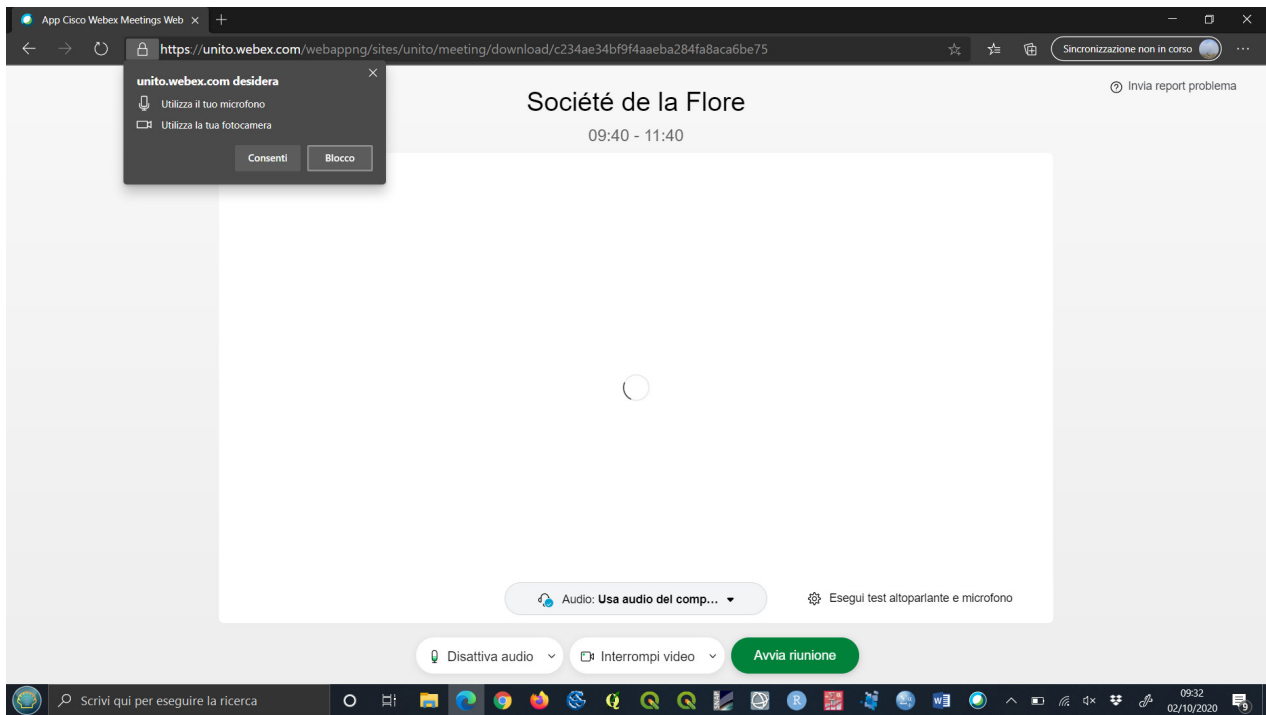 App Cisco Webex Meetings Web
https://unito.webex.com/webappng/sites/unito/meeting/download/c234ae34bf9f4aaeba284fa8aca6be75
Sincronizzazione non in corso
unito.webex.com desidera
Utilizza il tuo microfono
Utilizza la tua fotocamera
Consenti
Blocco
Société de la Flore
09:40 - 11:40
Invia report problema
Audio: Usa audio del comp...
Esegui test altoparlante e microfono
Disattiva audio
Interrompi video
Avvia riunione
Scrivi qui per eseguire la ricerca
09:32
02/10/2020
9